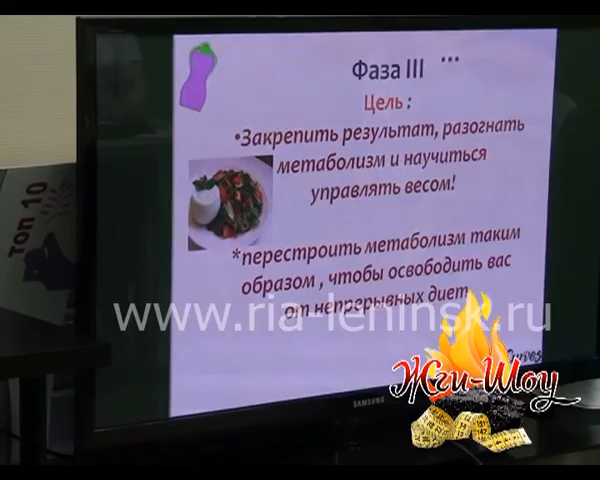 Фаза III ...
Цель :
•Закрепить результат, разогнать
метаболизм и научиться
управлять весом!
*перестроить метаболизм таким
образом , чтобы освободить вас
от непрерывных диет
топ 10
www.ria-leninsk.ru
Жги-Шоу
SAMSUNG